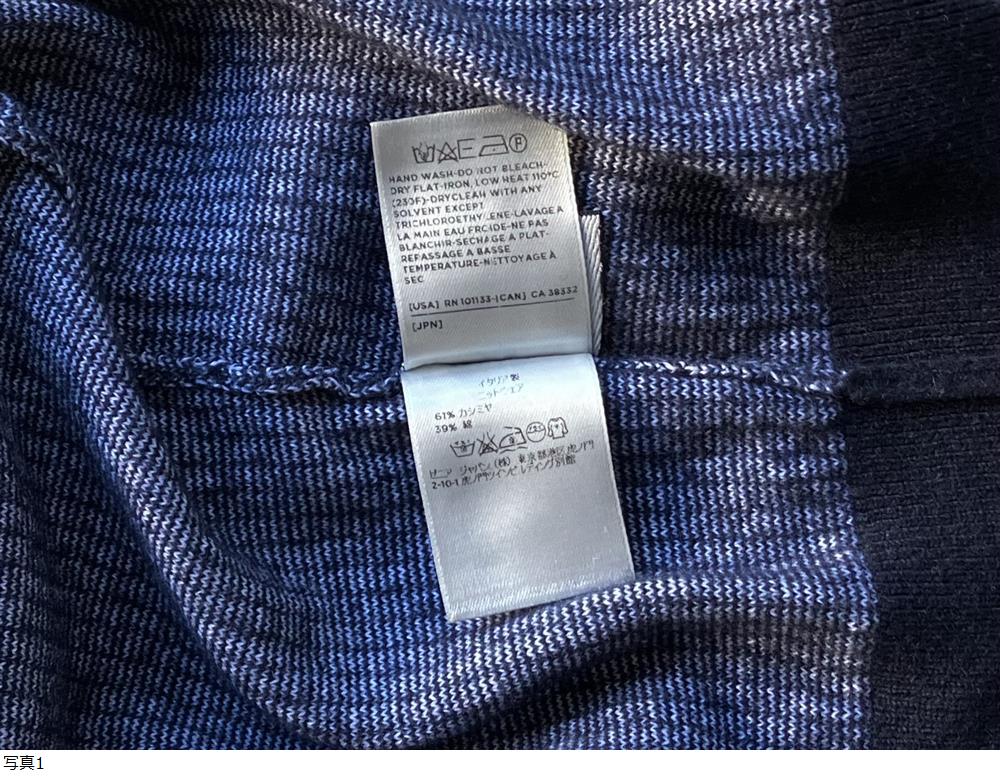 HAND WASH-DO NOT BLEACH-
DRY FLAT-IRON, LOW HEAT 110°C
(230F)-DRYCLEAN WITH ANY
SOLVENT EXCEPT
TRICHLOROETHYLENE-LAVAGE A
LA MAIN EAU FROIDE-NE PAS
BLANCHIR-SECHAGE A PLAT-
REPASSAGE A BASSE
TEMPERATURE-NETTOYAGE À
SEC
[USA] RN 101133-[CAN] CA 38332
[JPN]
イタリア製
ニットウェア
61% カシミヤ
39% 綿
ゼニア ジャパン (株) 東京都港区虎ノ門
2-10-1 虎ノ門ツインビルディング別館
写真1